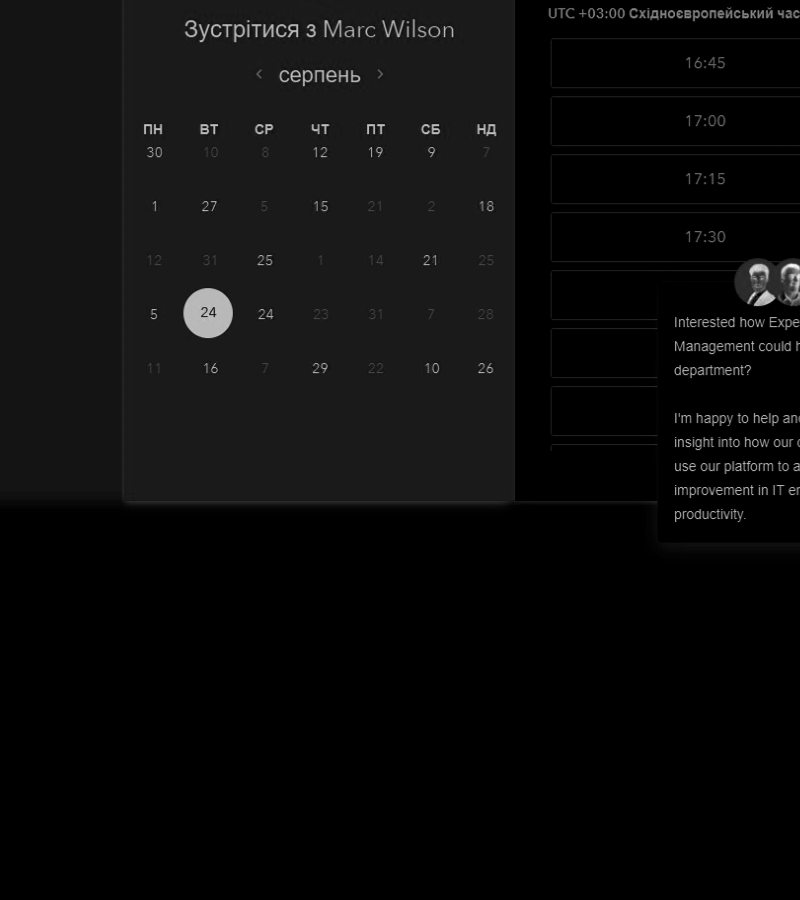 Зустрітися з Marc Wilson
серпень
ПН ВТ СР ЧТ ПТ СБ НД
30 10 8 12 19 9 7
1 27 5 15 21 2 18
12 31 25 1 14 21 25
5 24 24 23 31 7 28
11 16 7 29 22 10 26
UTC +03:00 Східноєвропейський час
16:45
17:00
17:15
17:30
Interested how Expe
Management could h
department?
I'm happy to help an
insight into how our
use our platform to a
improvement in IT
productivity.